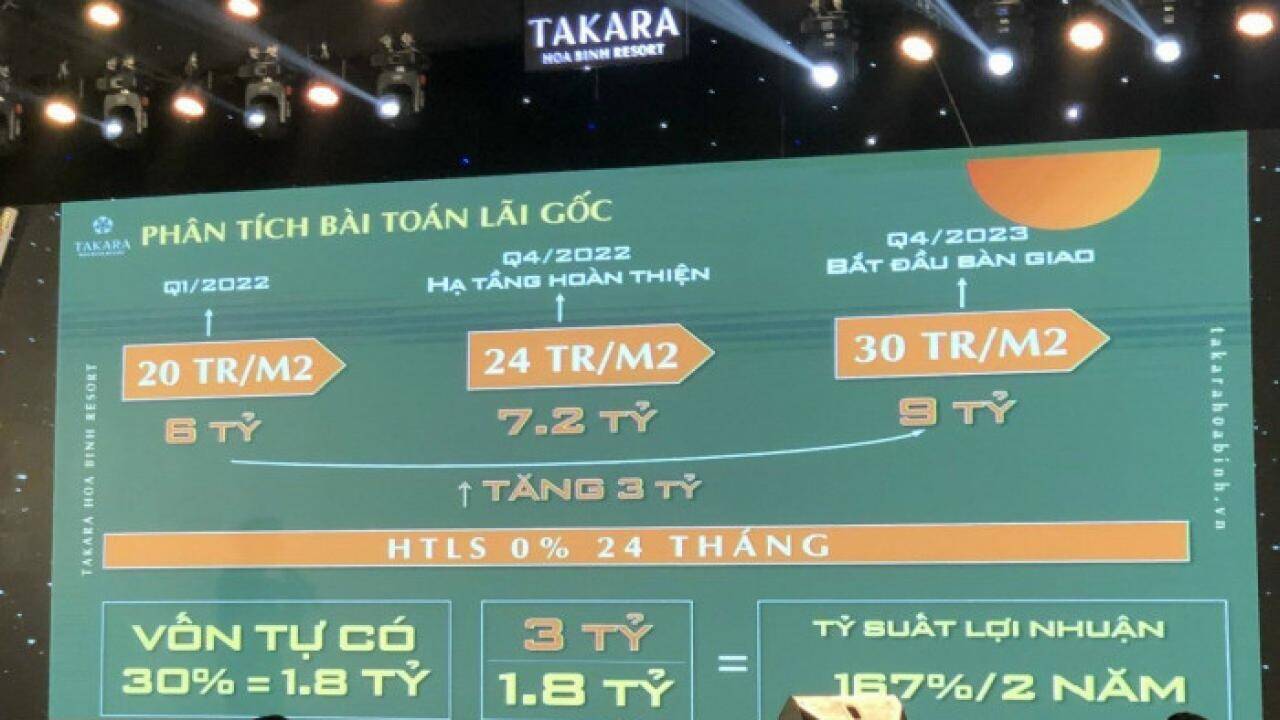 TAKARA
HOA BINH RESORT
TAKARA
PHÂN TÍCH BÀI TOÁN LÃI GỐC
Q1/2022
Q4/2022
HẠ TẦNG HOÀN THIỆN
Q4/2023
BẮT ĐẦU BÀN GIAO
20 TR/M2
24 TR/M2
30 TR/M2
6 TỶ
7.2 TỶ
9 TỶ
TĂNG 3 TỶ
HTLS 0% 24 THÁNG
VỐN TỰ CÓ
30% = 1.8 TỶ
3 TỶ
1.8 TỶ
=
TỶ SUẤT LỢI NHUẬN
167%/2 NĂM
TAKARA HOA BINH RESORT
takarahoabinh.vn